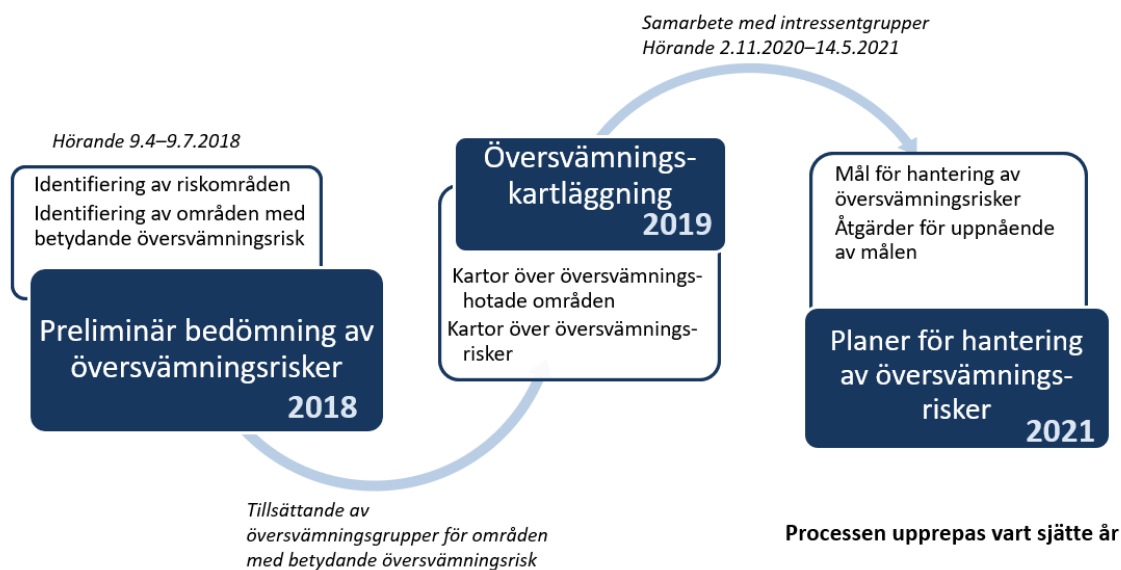 Samarbete med intressentgrupper
Hörande 2.11.2020–14.5.2021
Hörande 9.4–9.7.2018
Identifiering av riskområden
Identifiering av områden med
betydande översvämningsrisk
Preliminär bedömning av
översvämningsrisker
2018
Tillsättande av
översvämningsgrupper för områden
med betydande översvämningsrisk
Översvämnings-
kartläggning
2019
Kartor över översvämnings-
hotade områden
Kartor över översvämnings-
risker
Mål för hantering av
översvämningsrisker
Åtgärder för uppnående
av målen
Planer för hantering
av översvämnings-
risker
2021
Processen upprepas vart sjätte år